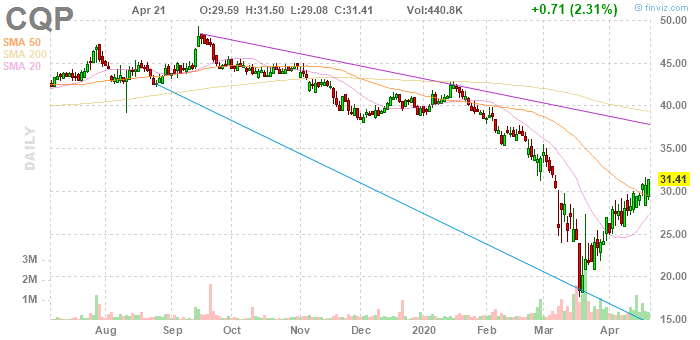 CQP Apr 21 O:29.59 H:31.50 L:29.08 C:31.41 Vol:440.8K +0.71 (2.31%) © finviz.com
SMA 50
SMA 200
SMA 20
DAILY
45.00
40.00
35.00
31.41
30.00
25.00
20.00
15.00
3M
2M
1M
Aug Sep Oct Nov Dec 2020 Feb Mar Apr